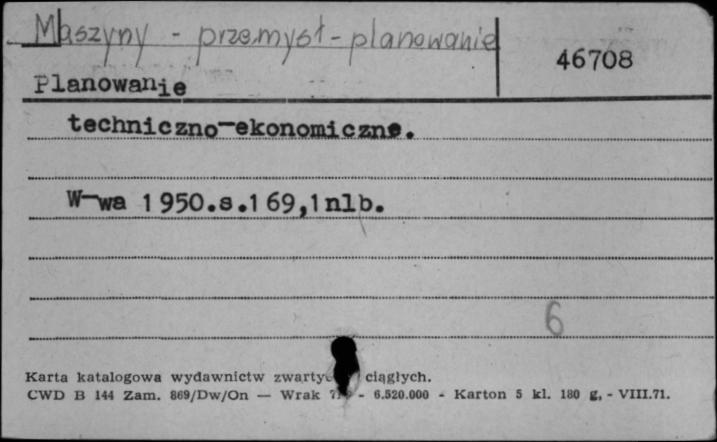 Maszyny - przemysł - planowanie
46708
Planowanie
techniczno-ekonomiczne.
W-wa 1950.s.169,1nlb.
6
Karta katalogowa wydawnictw ciągłych.
CWD B 144 Zam. 869/Dw/On — Wrak - 6.520.000 - Karton 5 kl. 180 g, - VIII.71.